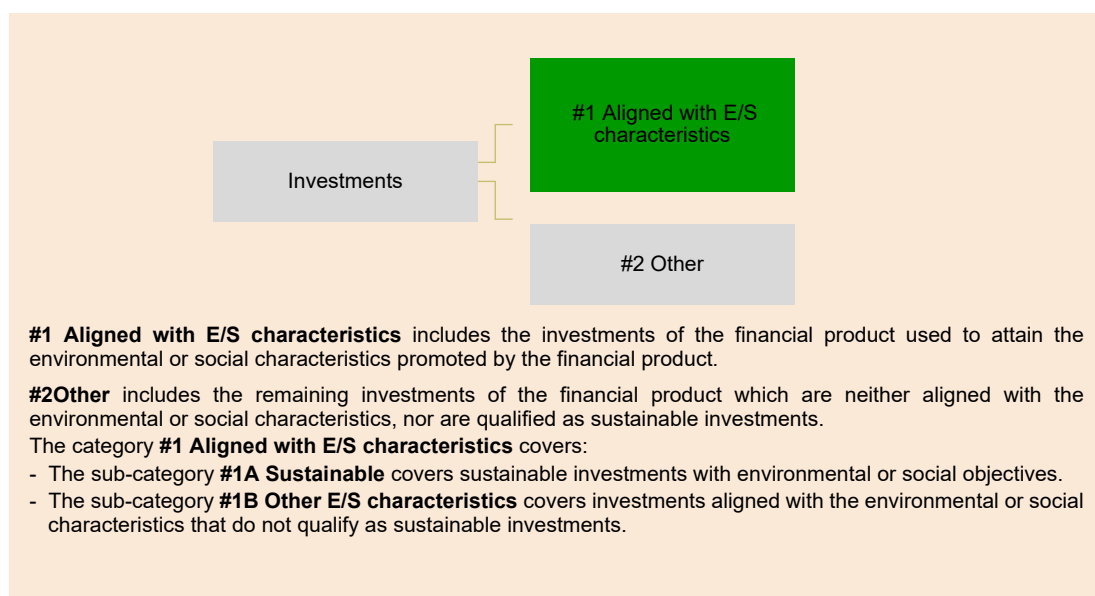 #1 Aligned with E/S
characteristics
Investments
#2 Other
#1 Aligned with E/S characteristics includes the investments of the financial product used to attain the
environmental or social characteristics promoted by the financial product.
#2Other includes the remaining investments of the financial product which are neither aligned with the
environmental or social characteristics, nor are qualified as sustainable investments.
The category #1 Aligned with E/S characteristics covers:
- The sub-category #1A Sustainable covers sustainable investments with environmental or social objectives.
- The sub-category #1B Other E/S characteristics covers investments aligned with the environmental or social
characteristics that do not qualify as sustainable investments.